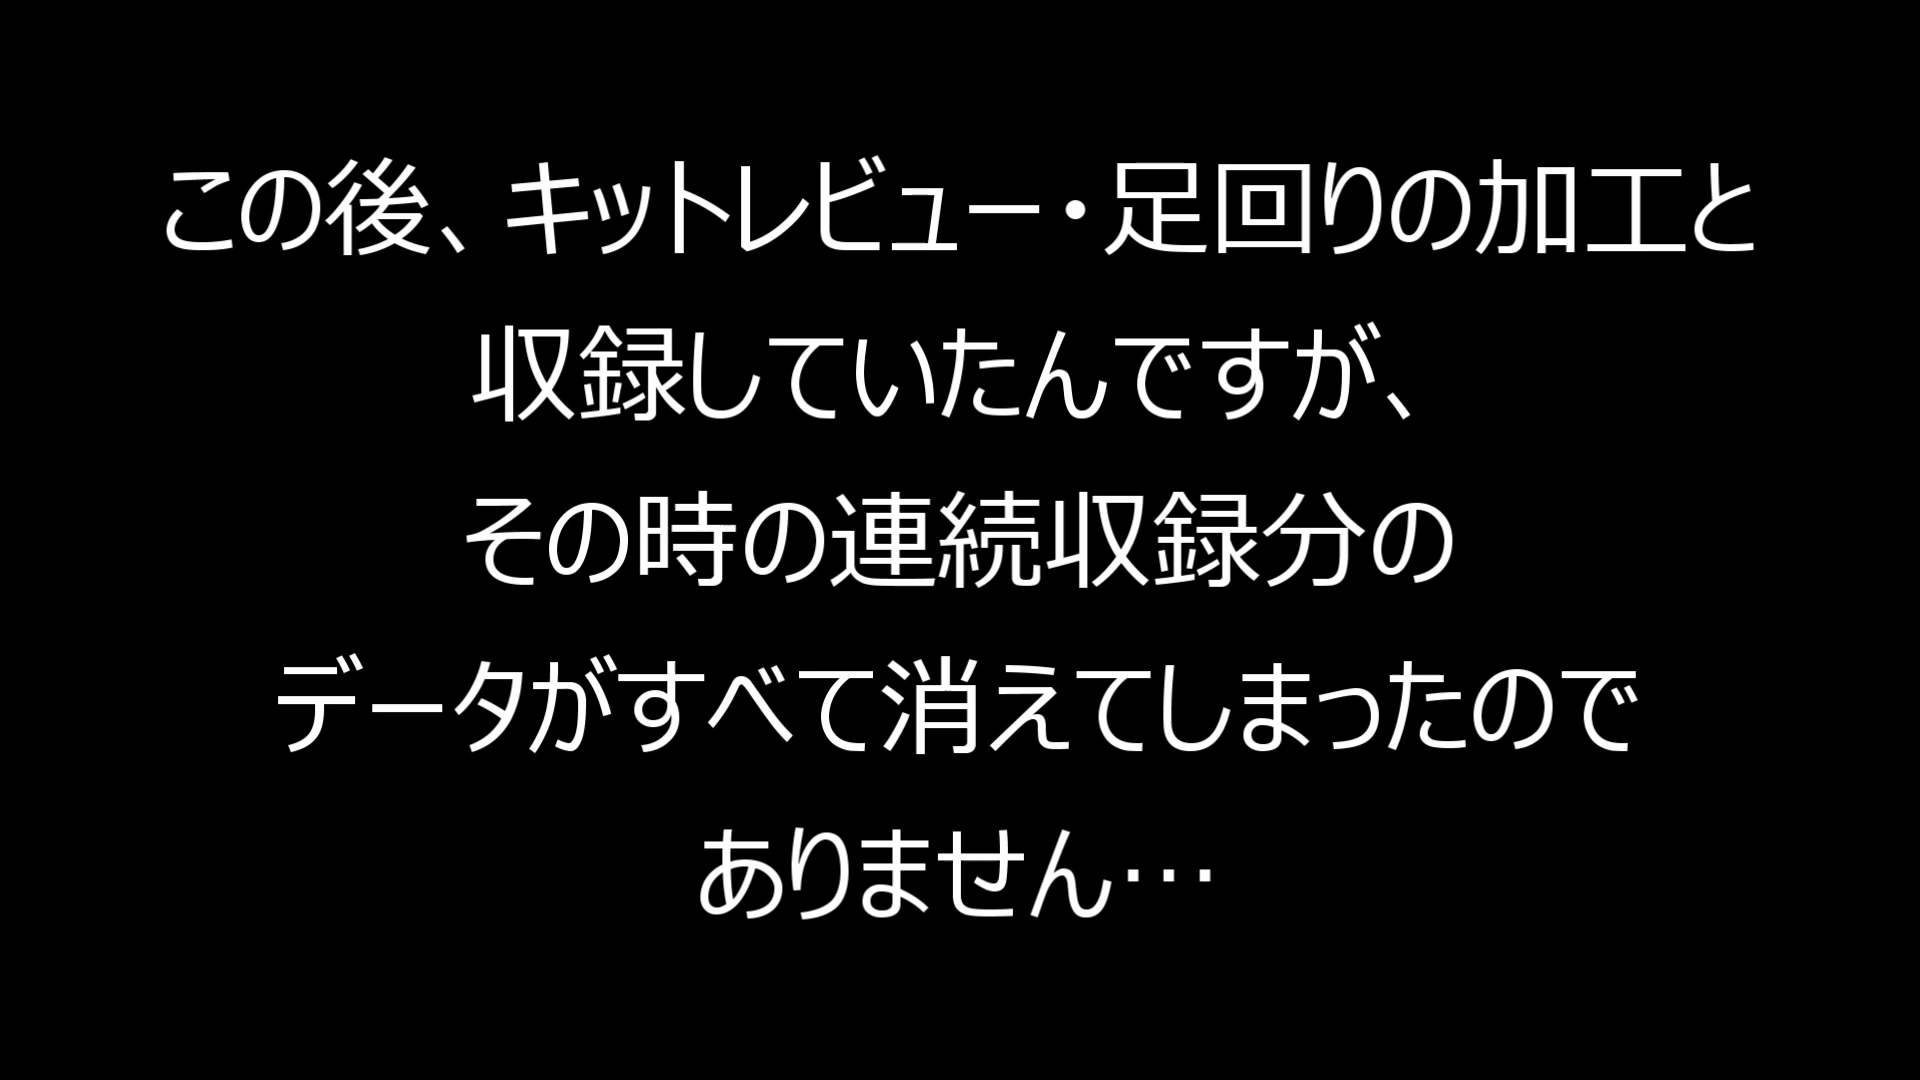 この後、キットレビュー・足回りの加工と
収録していたんですが、
その時の連続収録分の
データがすべて消えてしまったので
ありません…